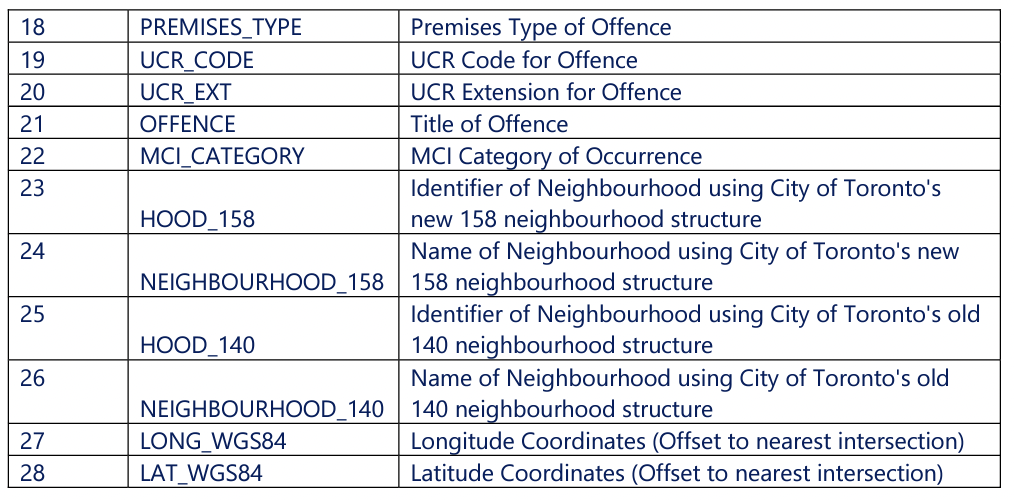 18 PREMISES_TYPE Premises Type of Offence
19 UCR_CODE UCR Code for Offence
20 UCR_EXT UCR Extension for Offence
21 OFFENCE Title of Offence
22 MCI_CATEGORY MCI Category of Occurrence
23 Identifier of Neighbourhood using City of Toronto's
HOOD_158 new 158 neighbourhood structure
24 Name of Neighbourhood using City of Toronto's new
NEIGHBOURHOOD_158 158 neighbourhood structure
25 Identifier of Neighbourhood using City of Toronto's old
HOOD_140 140 neighbourhood structure
26 Name of Neighbourhood using City of Toronto's old
NEIGHBOURHOOD_140 140 neighbourhood structure
27 LONG_WGS84 Longitude Coordinates (Offset to nearest intersection)
28 LAT_WGS84 Latitude Coordinates (Offset to nearest intersection)